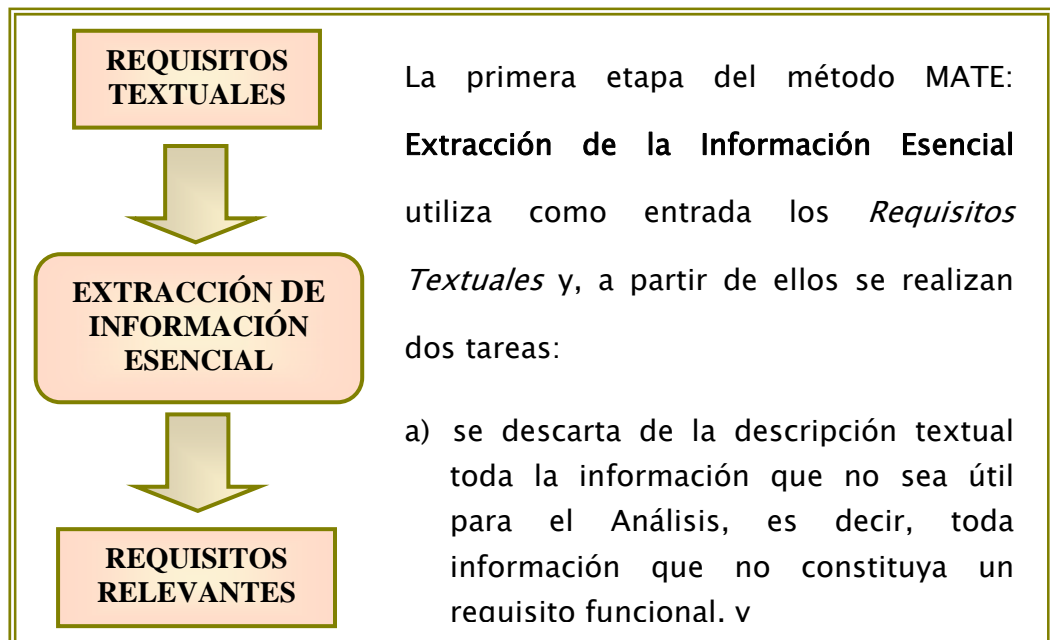 REQUISITOS
TEXTUALES
EXTRACCIÓN DE
INFORMACIÓN
ESENCIAL
REQUISITOS
RELEVANTES
La primera etapa del método MATE:
Extracción de la Información Esencial
utiliza como entrada los Requisitos
Textuales y, a partir de ellos se realizan
dos tareas:
a) se descarta de la descripción textual
toda la información que no sea útil
para el Análisis, es decir, toda
información que no constituya un
requisito funcional, y